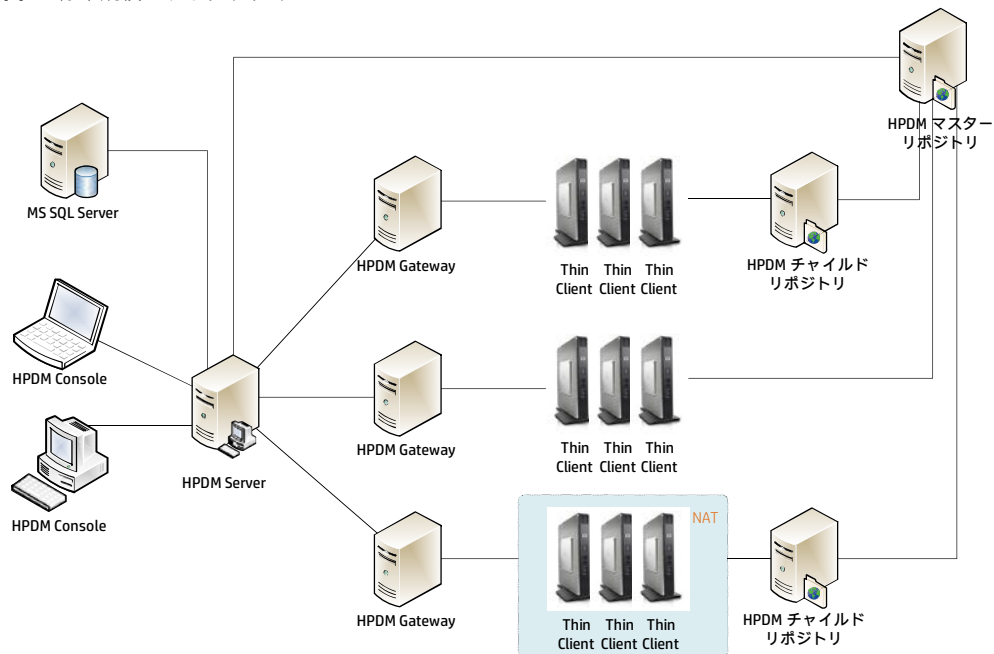 HPDM マスター
リポジトリ
MS SQL Server
HPDM Gateway
Thin Thin Thin
Client Client Client
HPDM チャイルド
リポジトリ
HPDM Console
HPDM Gateway
Thin Thin Thin
Client Client Client
HPDM Server
HPDM Console
NAT
HPDM Gateway
Thin Thin Thin
Client Client Client
HPDM チャイルド
リポジトリ